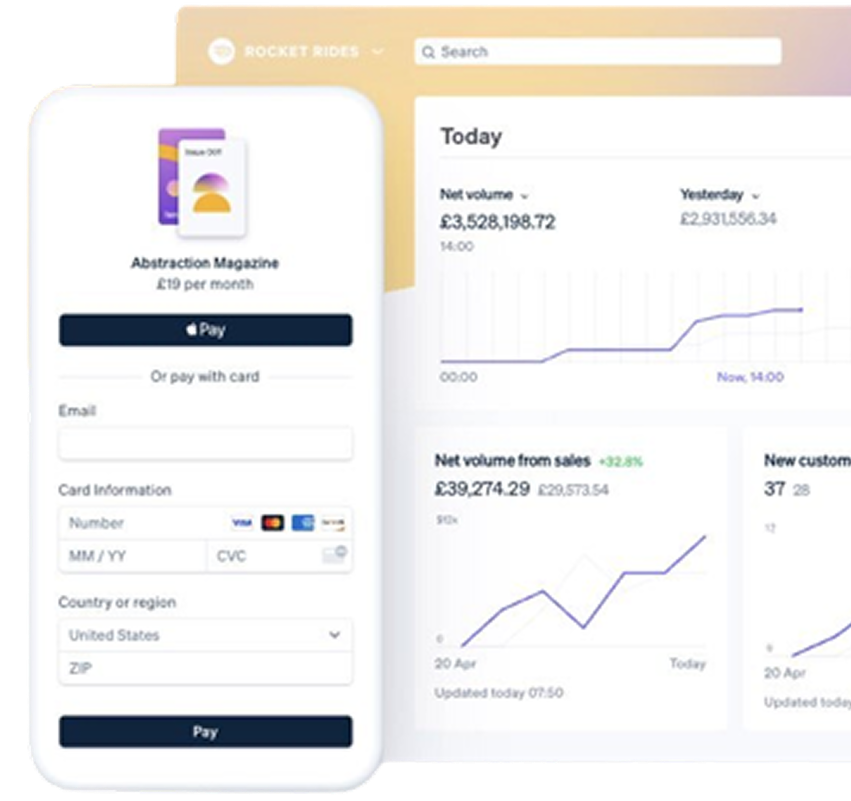 ROCKET RIDES
Search
Issue 001
Abstraction Magazine
£19 per month
Pay
Or pay with card
Email
Card Information
Number
VISA
MM / YY
CVC
Country or region
United States
ZIP
Pay
Today
Net volume
£3,528,198.72
14:00
Yesterday
£2,931,556.34
00:00
Now, 14:00
Net volume from sales +32.8%
£39,274.29 £29,573.54
0
20 Apr
Today
Updated today 07:50
New custom
37 28
12
0
20 Apr
Updated today